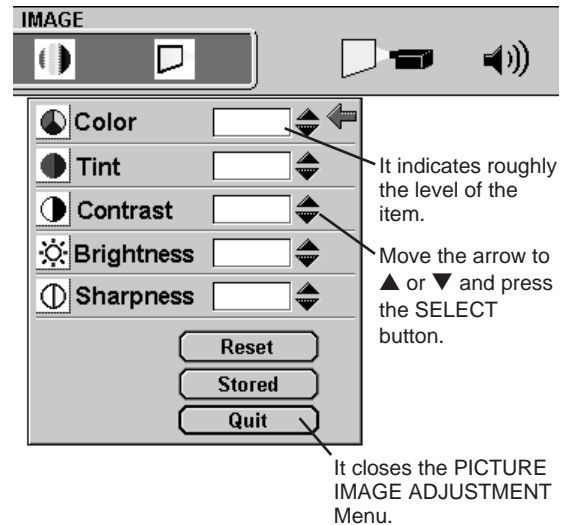 IMAGE
Color
Tint
Contrast
Brightness
Sharpness
Reset
Stored
Quit
It indicates roughly
the level of the
item.
Move the arrow to
▲ or ▼ and press
the SELECT
button.
It closes the PICTURE
IMAGE ADJUSTMENT
Menu.